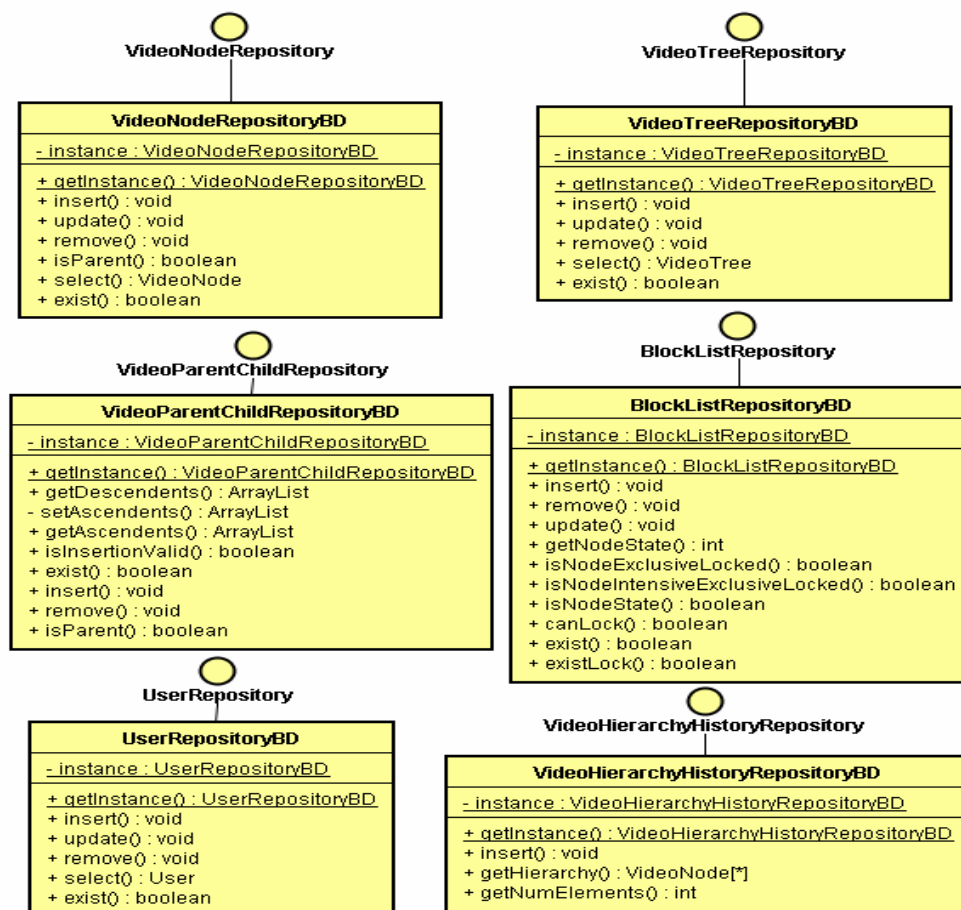 VideoNodeRepository
VideoNodeRepositoryBD
- instance : VideoNodeRepositoryBD
+ getInstance() : VideoNodeRepositoryBD
+ insert() : void
+ update() : void
+ remove() : void
+ isParent() : boolean
+ select() : VideoNode
+ exist() : boolean
VideoTreeRepository
VideoTreeRepositoryBD
- instance : VideoTreeRepositoryBD
+ getInstance() : VideoTreeRepositoryBD
+ insert() : void
+ update() : void
+ remove() : void
+ select() : VideoTree
+ exist() : boolean
VideoParentChildRepository
VideoParentChildRepositoryBD
- instance : VideoParentChildRepositoryBD
+ getInstance() : VideoParentChildRepositoryBD
+ getDescendents() : ArrayList
- setAscendents() : ArrayList
+ getAscendents() : ArrayList
+ isInsertionValid() : boolean
+ exist() : boolean
+ insert() : void
+ remove() : void
+ isParent() : boolean
BlockListRepository
BlockListRepositoryBD
- instance : BlockListRepositoryBD
+ getInstance() : BlockListRepositoryBD
+ insert() : void
+ remove() : void
+ update() : void
+ getNodeState() : int
+ isNodeExclusiveLocked() : boolean
+ isNodeIntensiveExclusiveLocked() : boolean
+ isNodeState() : boolean
+ canLock() : boolean
+ exist() : boolean
+ existLock() : boolean
UserRepository
UserRepositoryBD
- instance : UserRepositoryBD
+ getInstance() : UserRepositoryBD
+ insert() : void
+ update() : void
+ remove() : void
+ select() : User
+ exist() : boolean
VideoHierarchyHistoryRepository
VideoHierarchyHistoryRepositoryBD
- instance : VideoHierarchyHistoryRepositoryBD
+ getInstance() : VideoHierarchyHistoryRepositoryBD
+ insert() : void
+ getHierarchy() : VideoNode[*]
+ getNumElements() : int